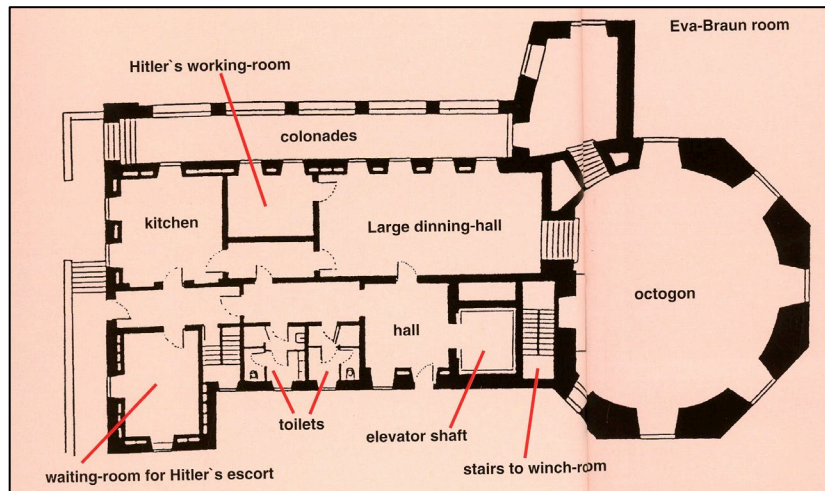 Eva-Braun room
Hitler`s working-room
colonades
kitchen
Large dinning-hall
octogon
hall
toilets
elevator shaft
stairs to winch-rom
waiting-room for Hitler`s escort